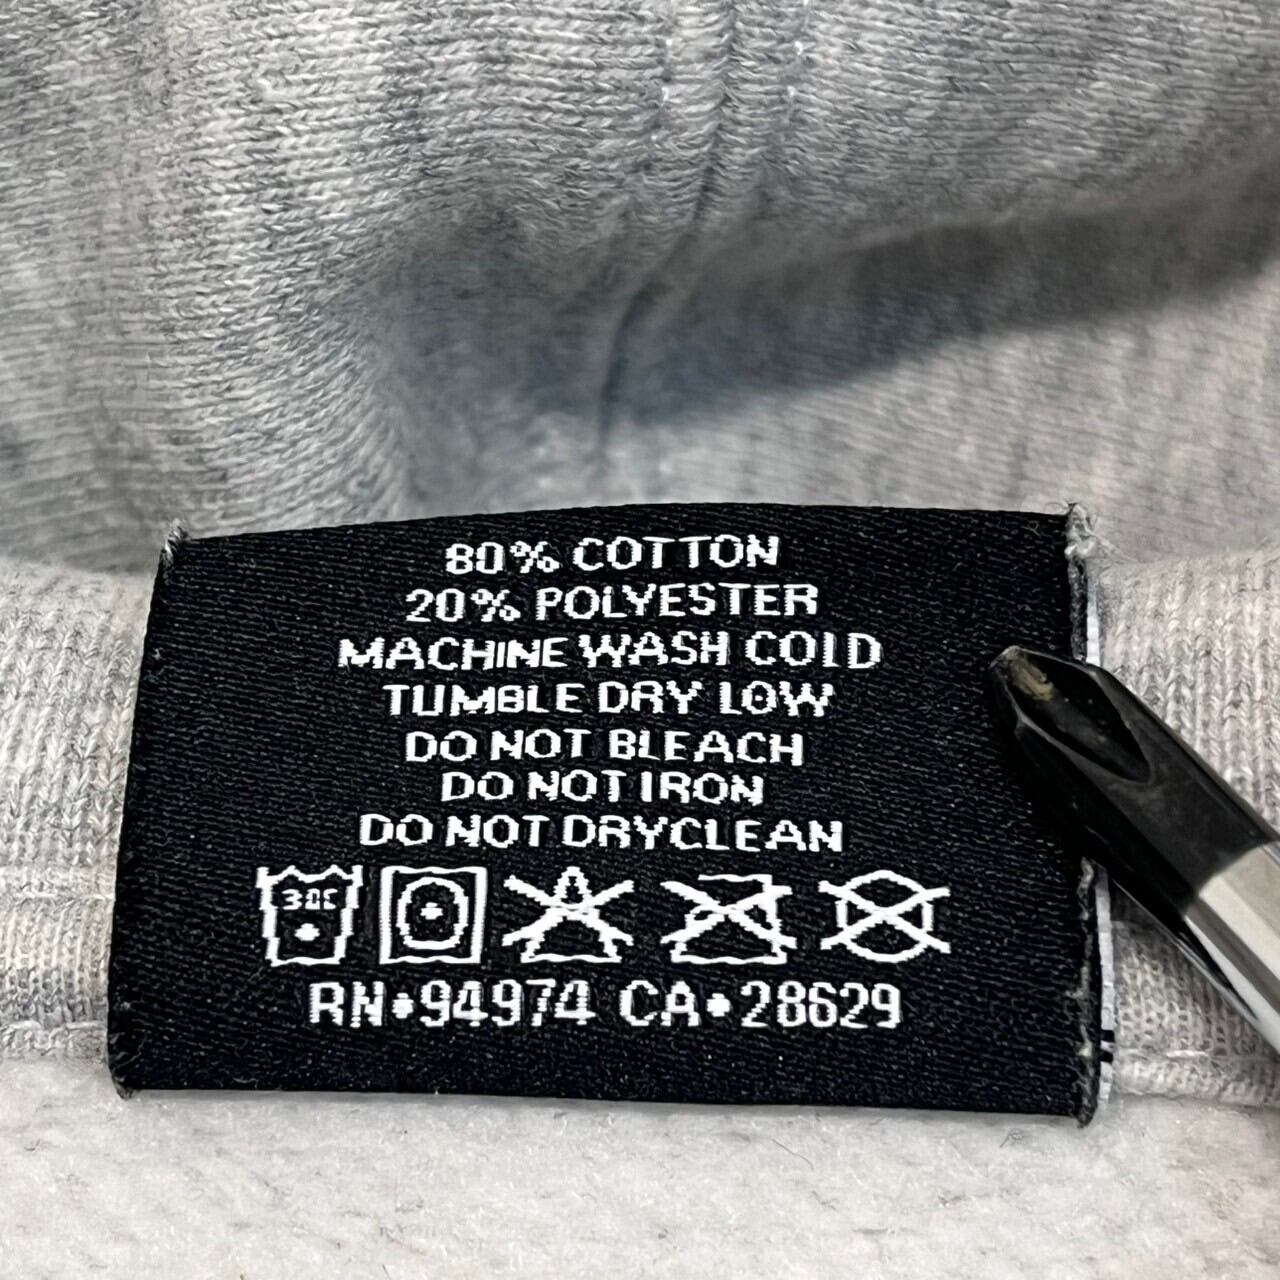 80% COTTON
20% POLYESTER
MACHINE WASH COLD
TUMBLE DRY LOW
DO NOT BLEACH
DO NOT IRON
DO NOT DRYCLEAN
30C
RN•94974 CA•28629